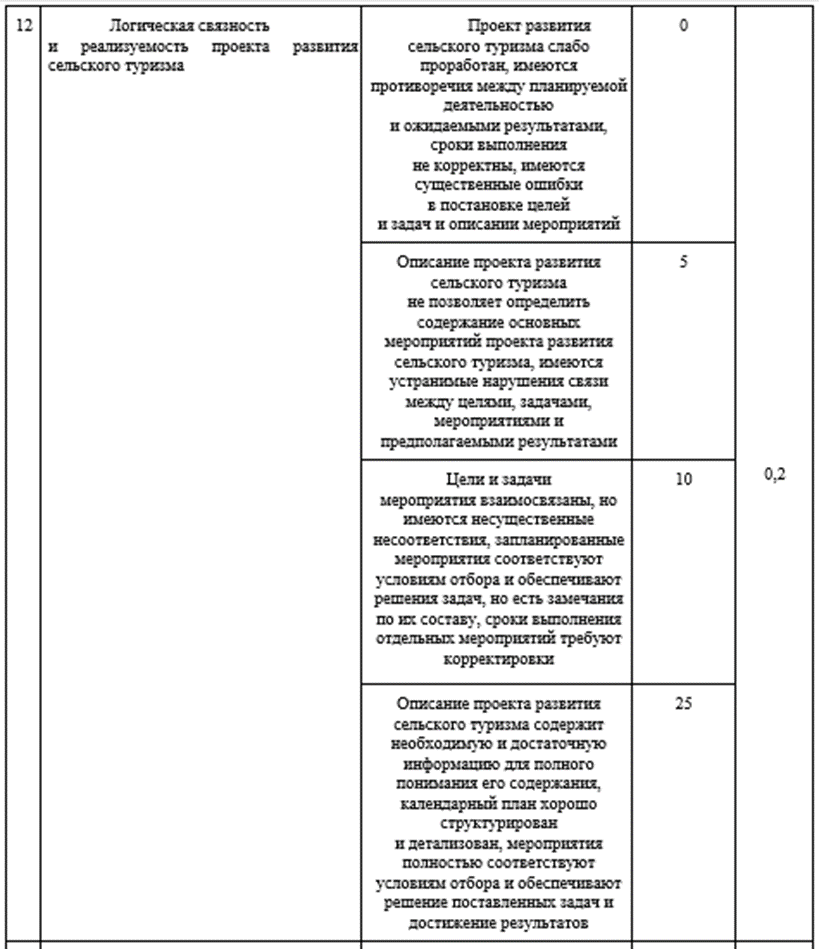 12
Логическая связность
и реализуемость проекта развития
сельского туризма
Проект развития
сельского туризма слабо
проработан, имеются
противоречия между планируемой
деятельностью
и ожидаемыми результатами,
сроки выполнения
не корректны, имеются
существенные ошибки
в постановке целей
и задач и описании мероприятий
0
Описание проекта развития
сельского туризма
не позволяет определить
содержание основных
мероприятий проекта развития
сельского туризма, имеются
устранимые нарушения связи
между целями, задачами,
мероприятиями и
предполагаемыми результатами
5
Цели и задачи
мероприятия взаимосвязаны, но
имеются несущественные
несоответствия, запланированные
мероприятия соответствуют
условиям отбора и обеспечивают
решения задач, но есть замечания
по их составу, сроки выполнения
отдельных мероприятий требуют
корректировки
10
0,2
Описание проекта развития
сельского туризма содержит
необходимую и достаточную
информацию для полного
понимания его содержания,
календарный план хорошо
структурирован
и детализован, мероприятия
полностью соответствуют
условиям отбора и обеспечивают
решение поставленных задач и
достижение результатов
25